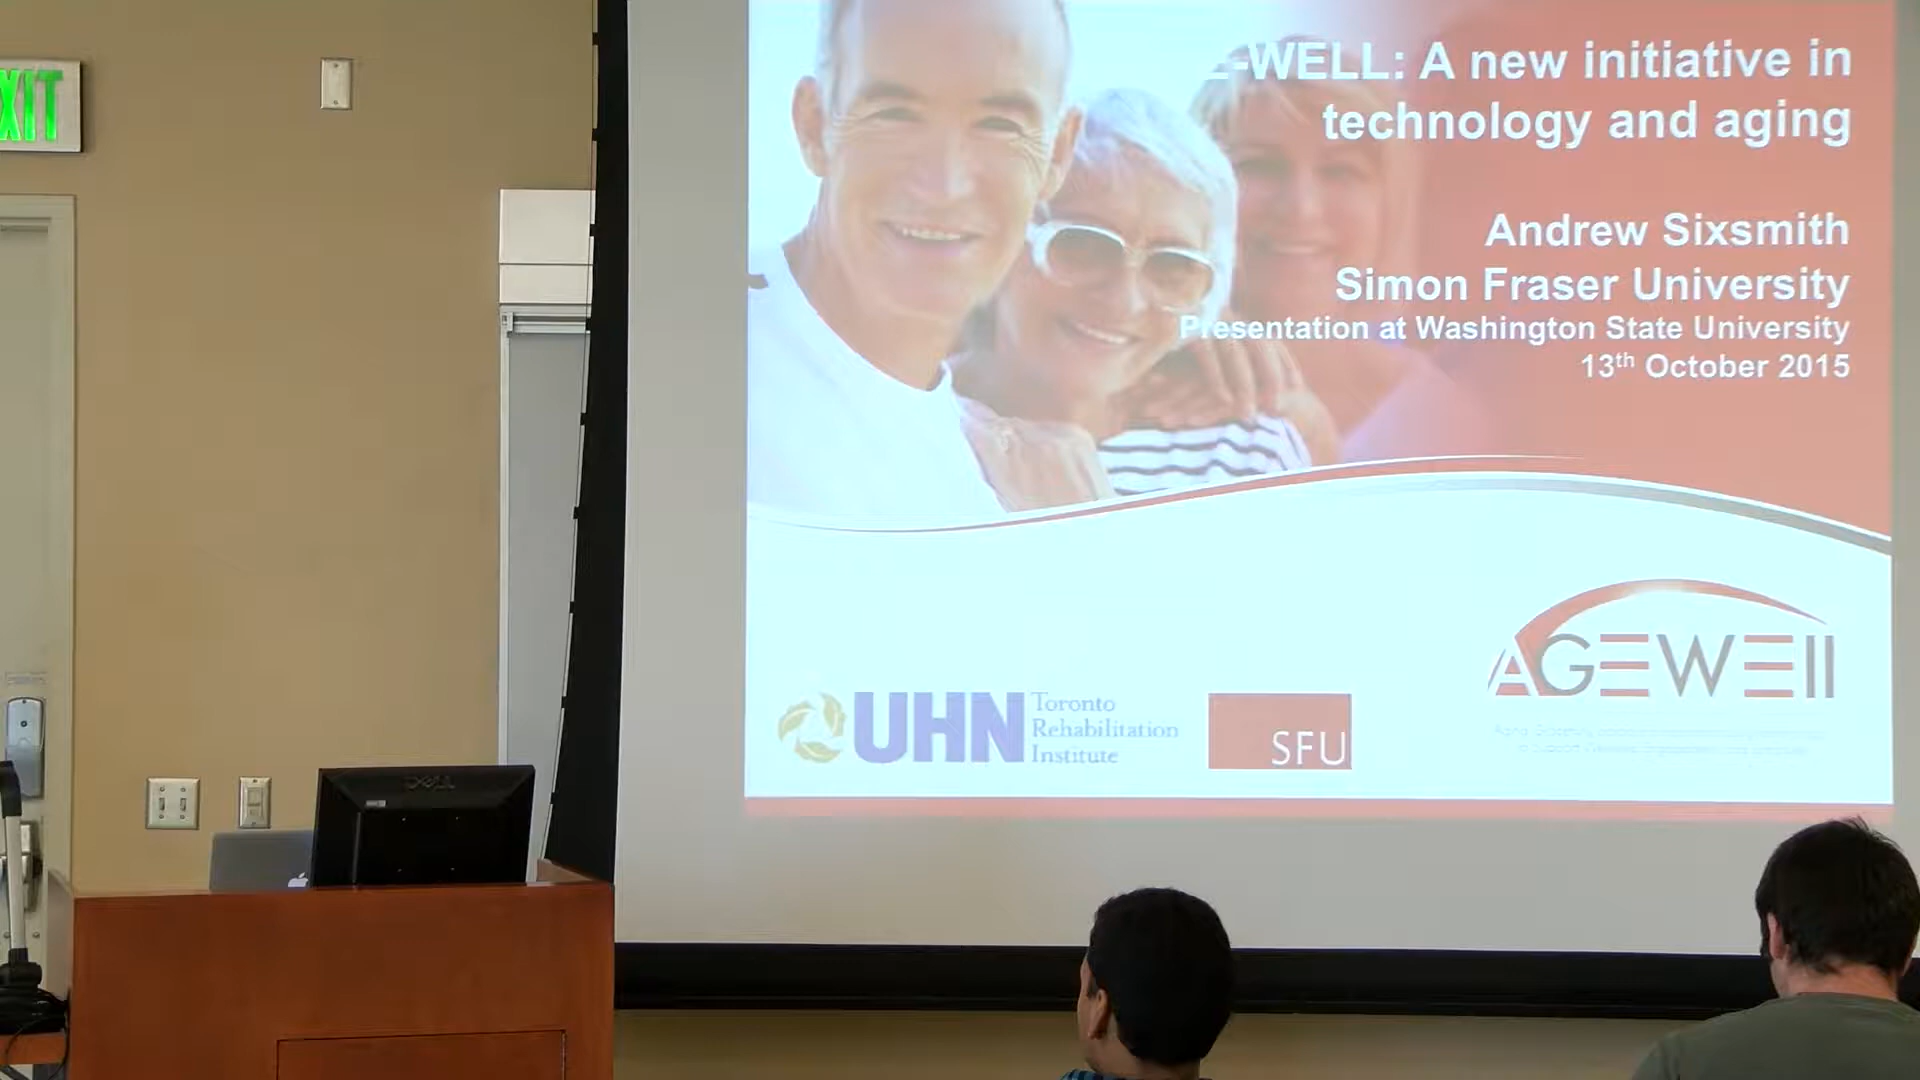 XIT
E-WELL: A new initiative in
technology and aging
Andrew Sixsmith
Simon Fraser University
Presentation at Washington State University
13th October 2015
AGEWELL
UHN Toronto
Rehabilitation
Institute
SFU
DELL